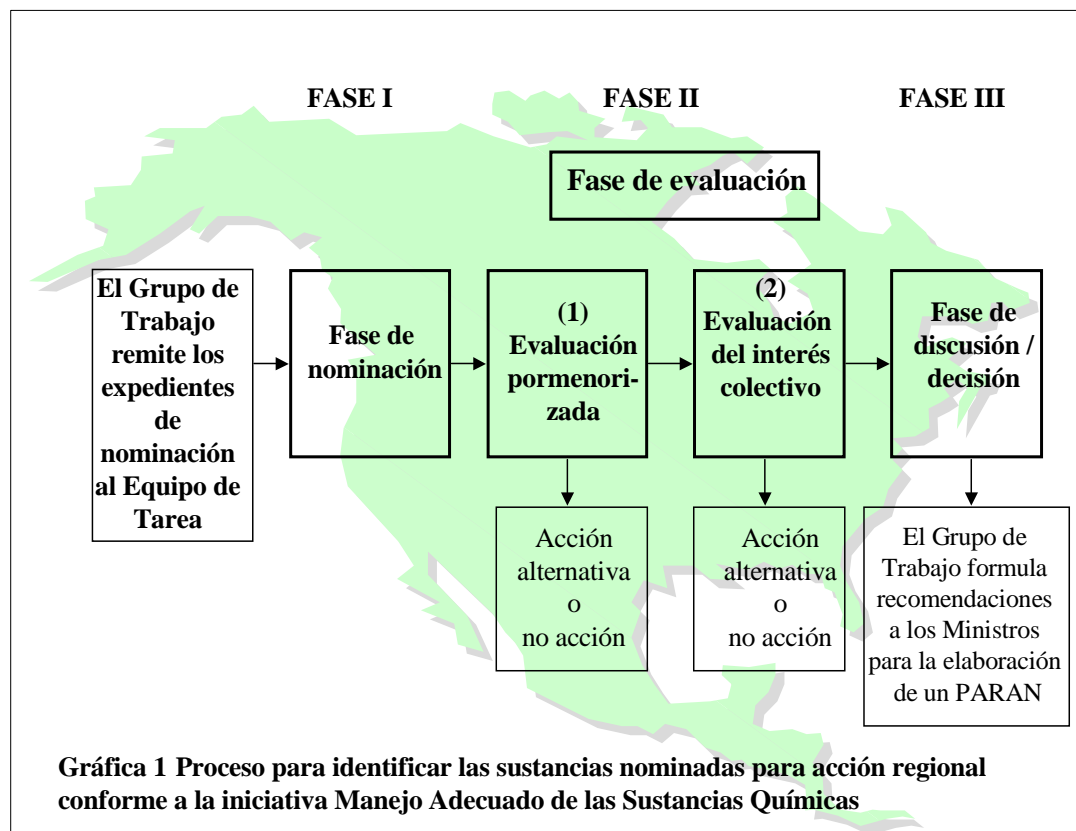 FASE I
FASE II
FASE III
Fase de evaluación
El Grupo de
Trabajo
remite los
expedientes
de
nominación
al Equipo de
Tarea
Fase de
nominación
(1)
Evaluación
pormenori-
zada
(2)
Evaluación
del interés
colectivo
Fase de
discusión /
decisión
Acción
alternativa
o
no acción
Acción
alternativa
o
no acción
El Grupo de
Trabajo formula
recomendaciones
a los Ministros
para la elaboración
de un PARAN
Gráfica 1 Proceso para identificar las sustancias nominadas para acción regional
conforme a la iniciativa Manejo Adecuado de las Sustancias Químicas